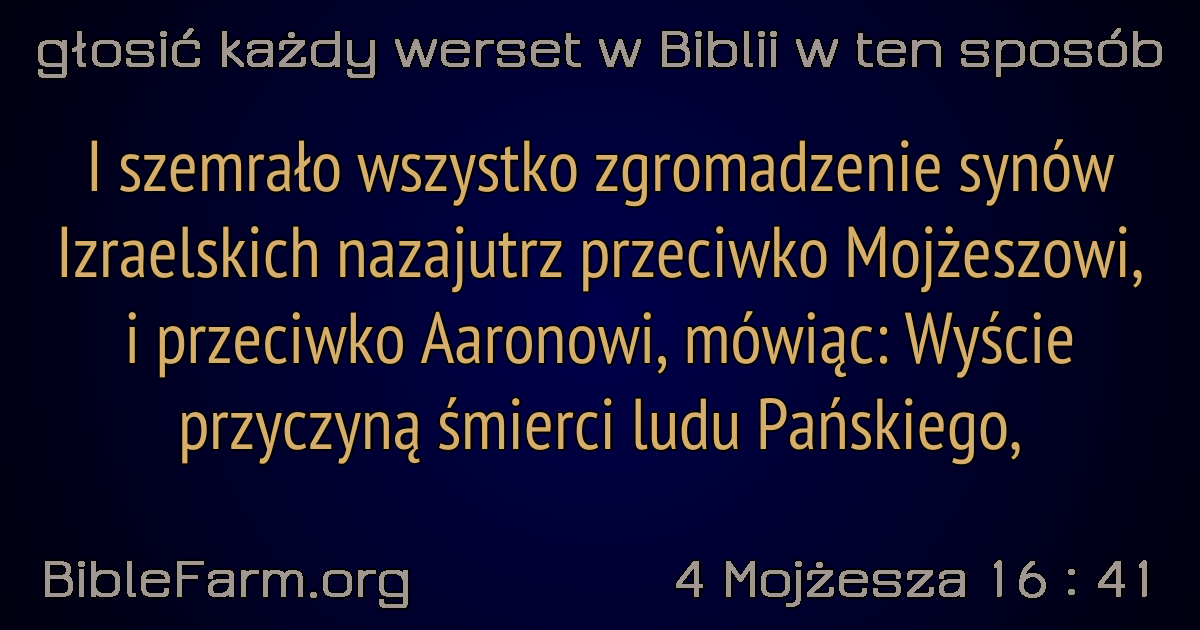 głosić każdy werset w Biblii w ten sposób
I szemrało wszystko zgromadzenie synów
Izraelskich nazajutrz przeciwko Mojżeszowi,
i przeciwko Aaronowi, mówiąc: Wyście
przyczyną śmierci ludu Pańskiego,
BibleFarm.org
4 Mojżesza 16 : 41